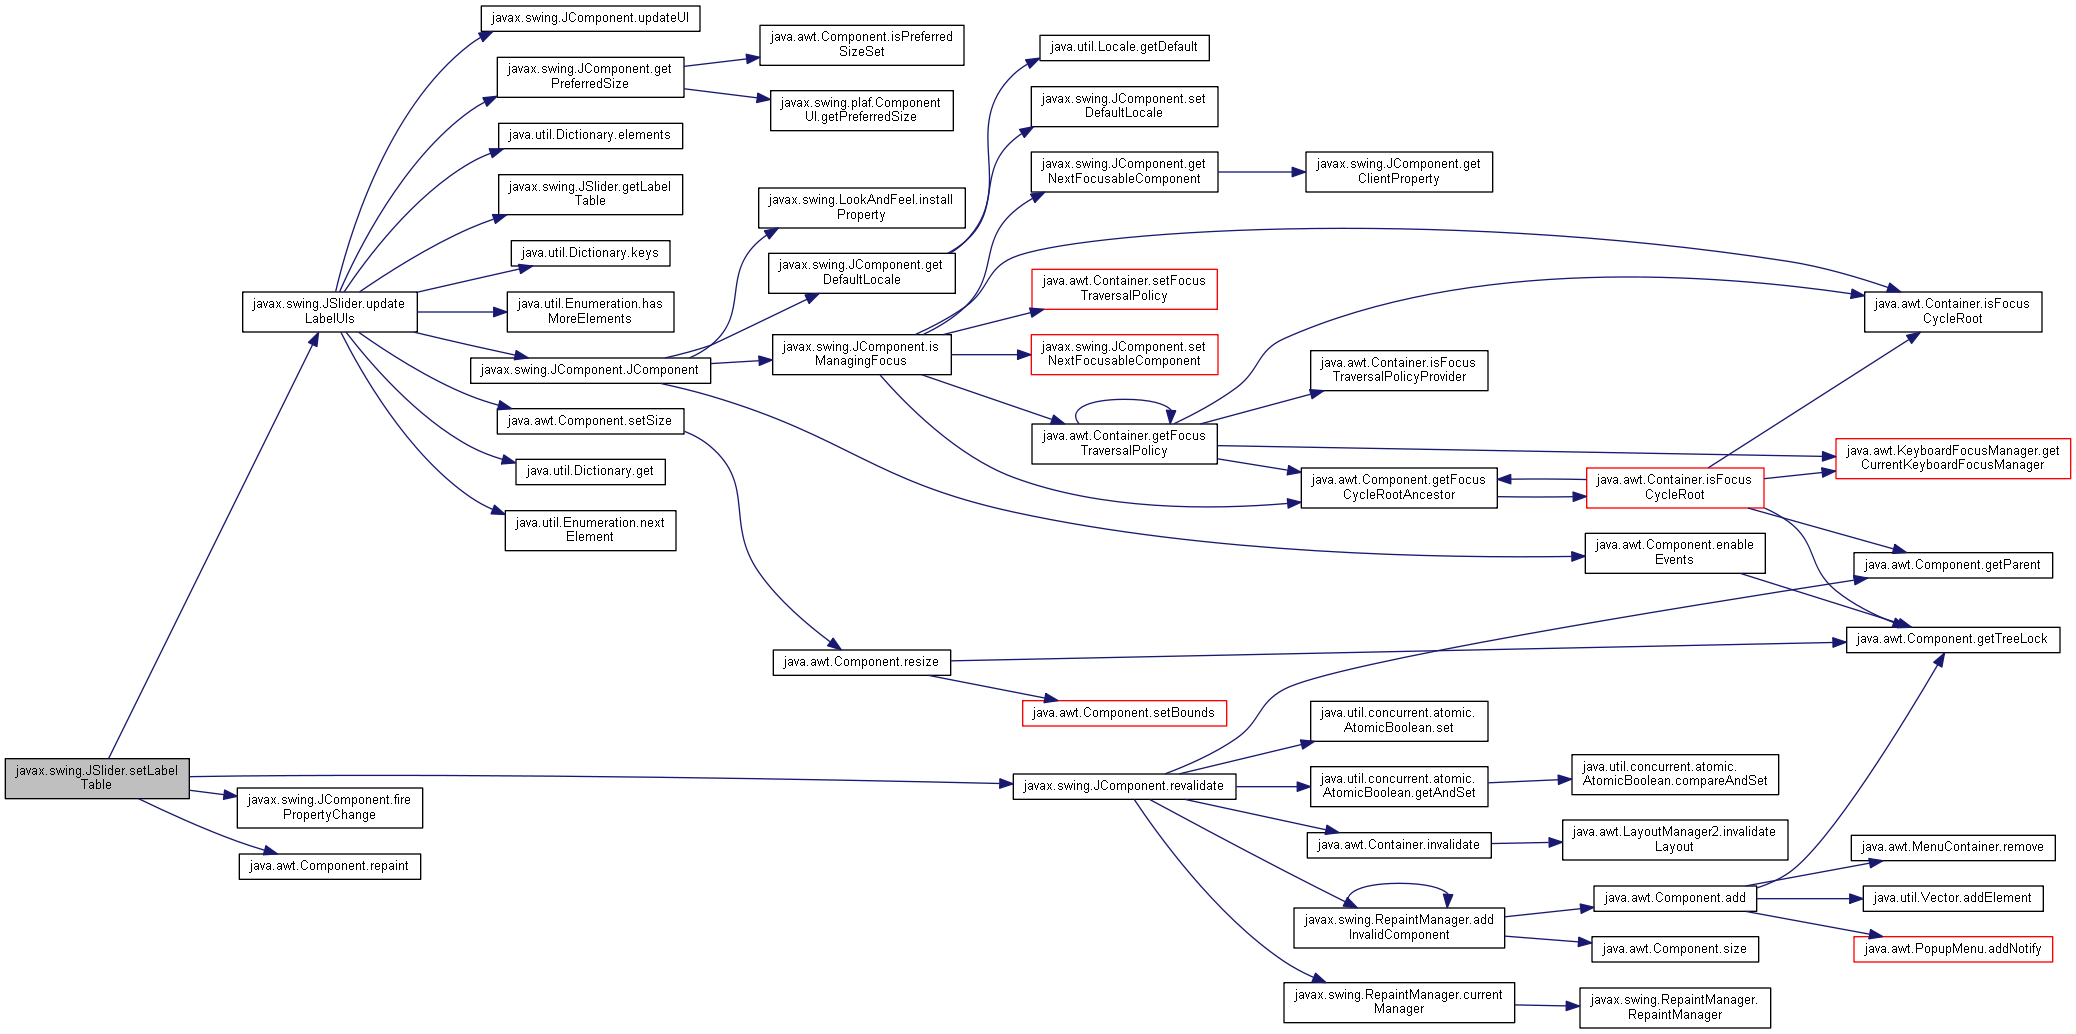 javax.swing.JSlider.setLabel
Table
javax.swing.JSlider.update
LabelUIs
javax.swing.JComponent.fire
PropertyChange
java.awt.Component.repaint
javax.swing.JComponent.updateUI
javax.swing.JComponent.get
PreferredSize
java.util.Dictionary.elements
javax.swing.JSlider.getLabel
Table
java.util.Dictionary.keys
java.util.Enumeration.has
MoreElements
javax.swing.JComponent.JComponent
java.awt.Component.setSize
java.util.Dictionary.get
java.util.Enumeration.next
Element
java.awt.Component.isPreferred
SizeSet
javax.swing.plaf.Component
UI.getPreferredSize
javax.swing.LookAndFeel.install
Property
javax.swing.JComponent.get
DefaultLocale
javax.swing.JComponent.is
ManagingFocus
java.awt.Component.resize
java.util.Locale.getDefault
javax.swing.JComponent.set
DefaultLocale
javax.swing.JComponent.get
NextFocusableComponent
java.awt.Container.setFocus
TraversalPolicy
javax.swing.JComponent.set
NextFocusableComponent
java.awt.Container.getFocus
TraversalPolicy
java.awt.Component.setBounds
javax.swing.JComponent.revalidate
javax.swing.JComponent.get
ClientProperty
java.awt.Container.isFocus
TraversalPolicyProvider
java.awt.Component.getFocus
CycleRootAncestor
java.util.concurrent.atomic.
AtomicBoolean.set
java.util.concurrent.atomic.
AtomicBoolean.getAndSet
java.awt.Container.invalidate
javax.swing.RepaintManager.add
InvalidComponent
javax.swing.RepaintManager.current
Manager
java.awt.Container.isFocus
CycleRoot
java.awt.Component.enable
Events
java.util.concurrent.atomic.
AtomicBoolean.compareAndSet
java.awt.LayoutManager2.invalidate
Layout
java.awt.Component.add
java.awt.Component.size
javax.swing.RepaintManager.
RepaintManager
java.awt.Container.isFocus
CycleRoot
java.awt.KeyboardFocusManager.get
CurrentKeyboardFocusManager
java.awt.Component.getParent
java.awt.Component.getTreeLock
java.awt.MenuContainer.remove
java.util.Vector.addElement
java.awt.PopupMenu.addNotify